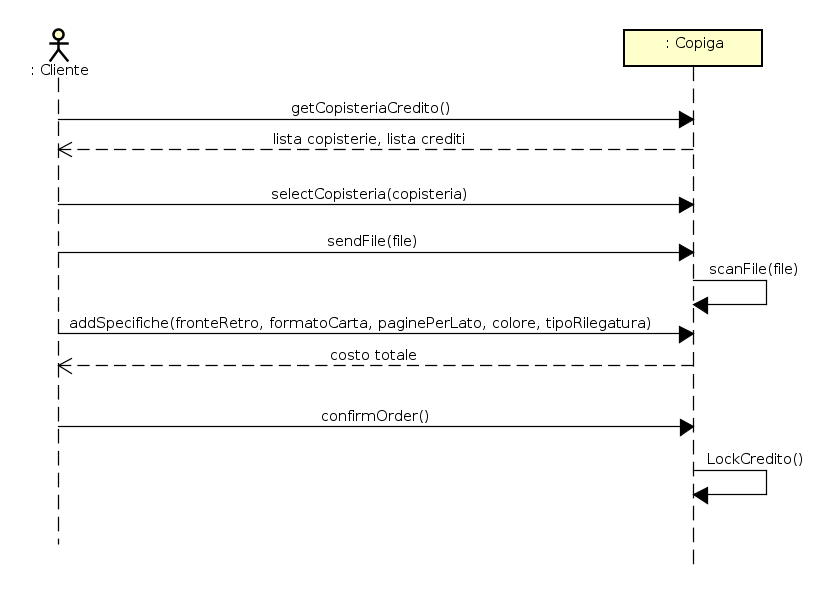 : Cliente
: Copiga
getCopisteriaCredito()
lista copisterie, lista crediti
selectCopisteria(copisteria)
sendFile(file)
scanFile(file)
addSpecifiche(fronteRetro, formatoCarta, paginePerLato, colore, tipoRilegatura)
costo totale
confirmOrder()
LockCredito()